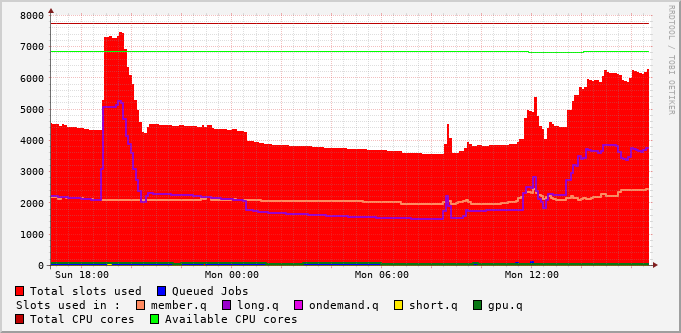 8000
7000
6000
5000
4000
3000
2000
1000
0
Sun 18:00 Mon 00:00 Mon 06:00 Mon 12:00
RRDTOOL / TOBI OETIKER
Total slots used Queued Jobs
Slots used in : member.q long.q ondemand.q short.q gpu.q
Total CPU cores Available CPU cores